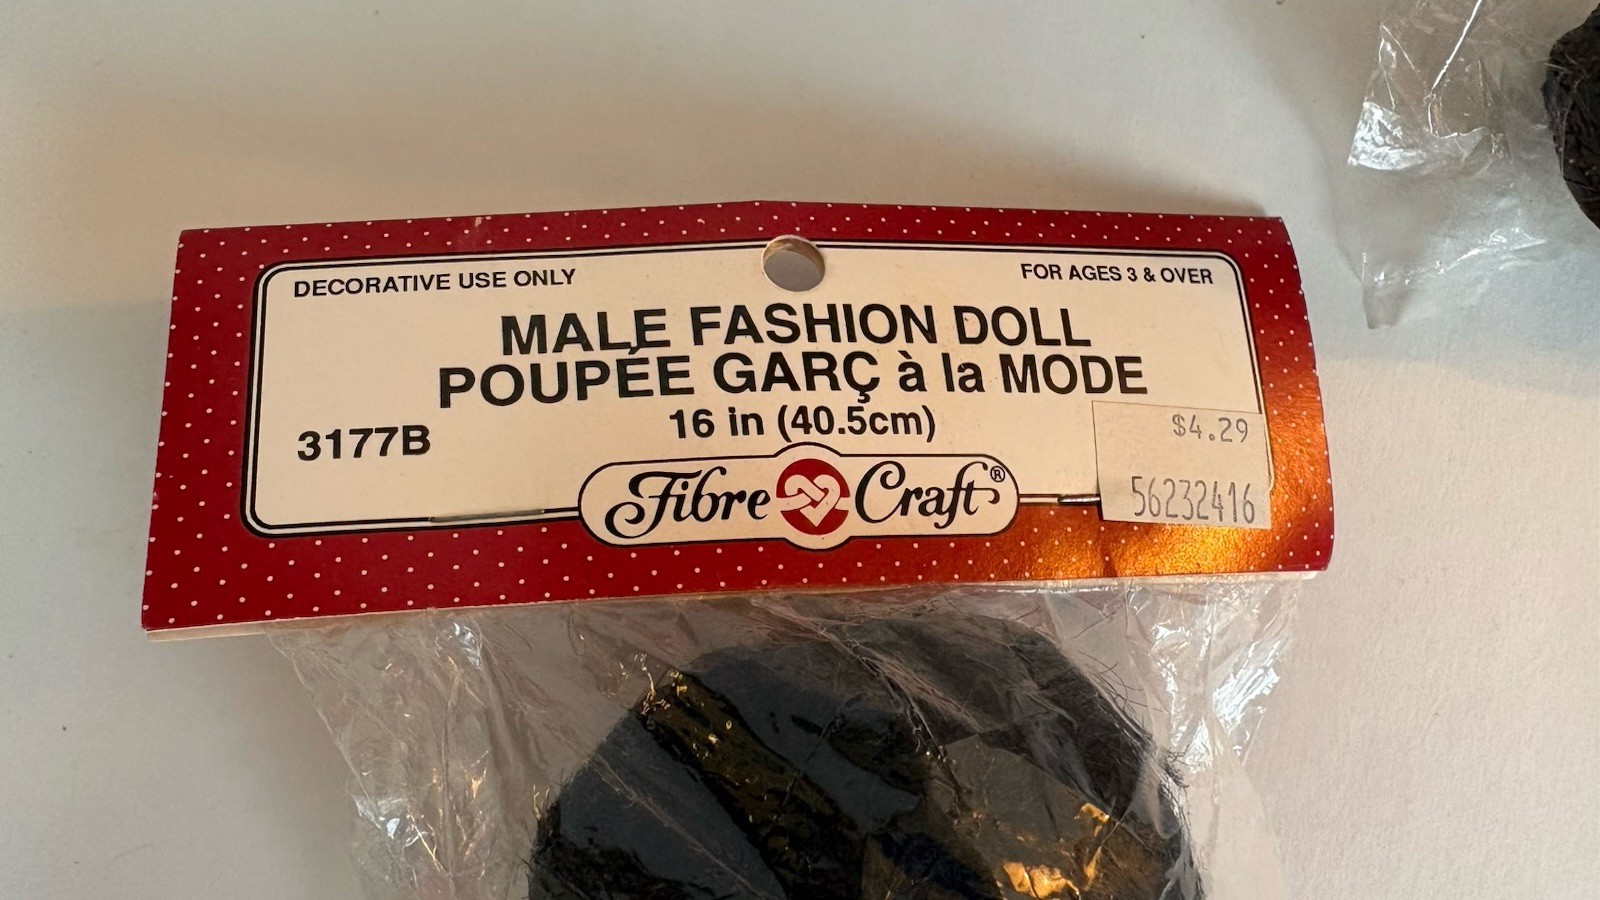 DECORATIVE USE ONLY
FOR AGES 3 & OVER
MALE FASHION DOLL
POUPÉE GARÇ à la MODE
16 in (40.5cm)
3177B
Fibre Craft®
$4.29
56232416